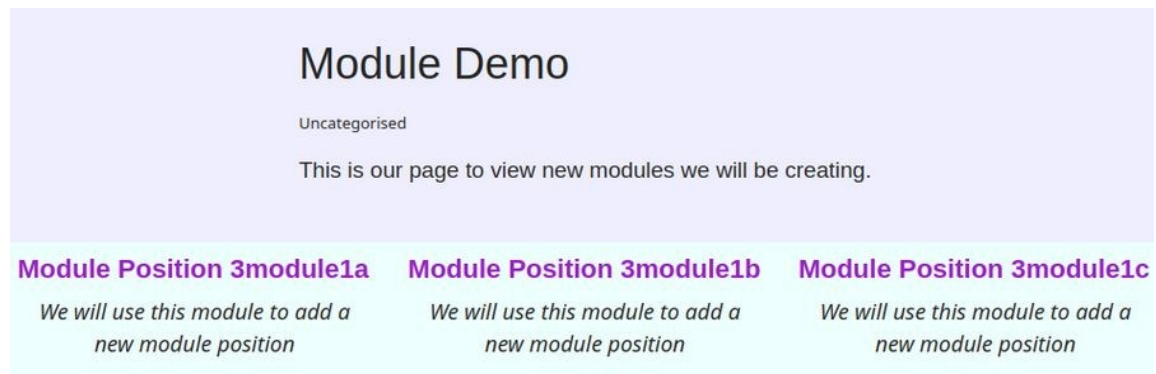 Module Demo
Uncategorised
This is our page to view new modules we will be creating.
Module Position 3module1a
We will use this module to add a
new module position
Module Position 3module1b
We will use this module to add a
new module position
Module Position 3module1c
We will use this module to add a
new module position